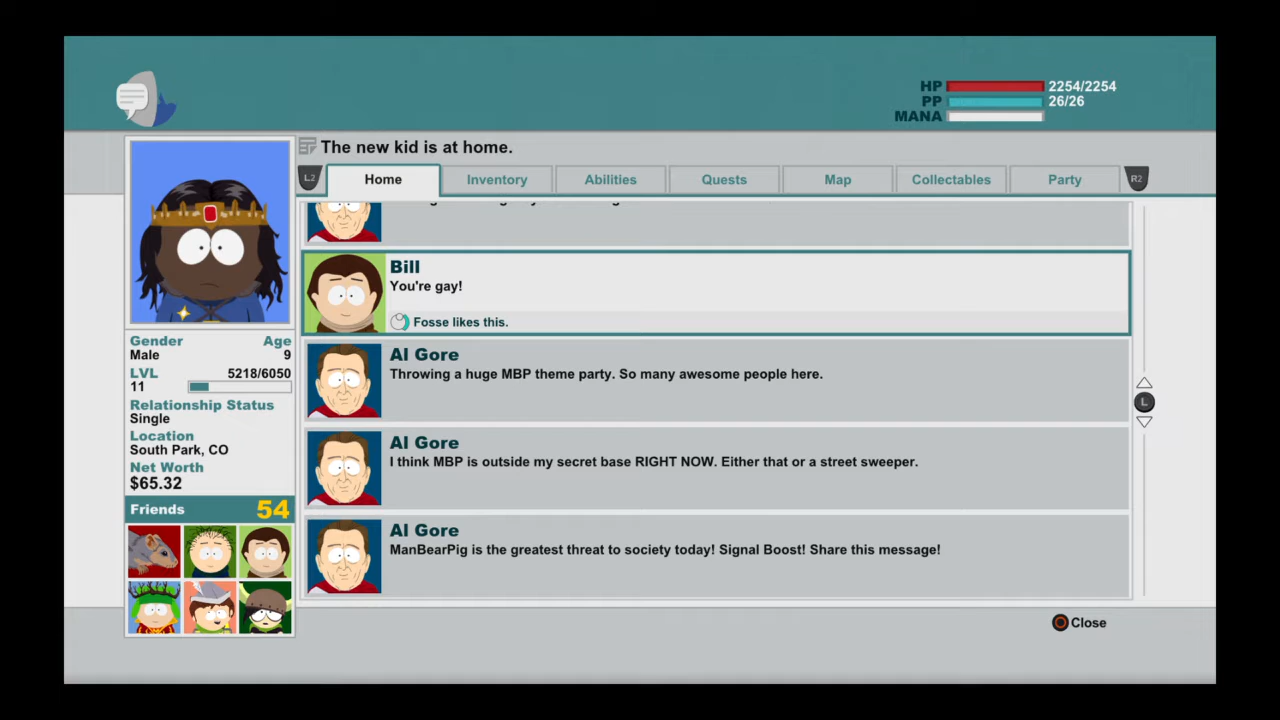 HP 2254/2254
PP 26/26
MANA
The new kid is at home.
L2 Home Inventory Abilities Quests Map Collectables Party R2
Bill
You're gay!
Fosse likes this.
Al Gore
Throwing a huge MBP theme party. So many awesome people here.
Al Gore
I think MBP is outside my secret base RIGHT NOW. Either that or a street sweeper.
Al Gore
ManBearPig is the greatest threat to society today! Signal Boost! Share this message!
Gender Age
Male 9
LVL 5218/6050
11
Relationship Status
Single
Location
South Park, CO
Net Worth
$65.32
Friends 54
L
Close